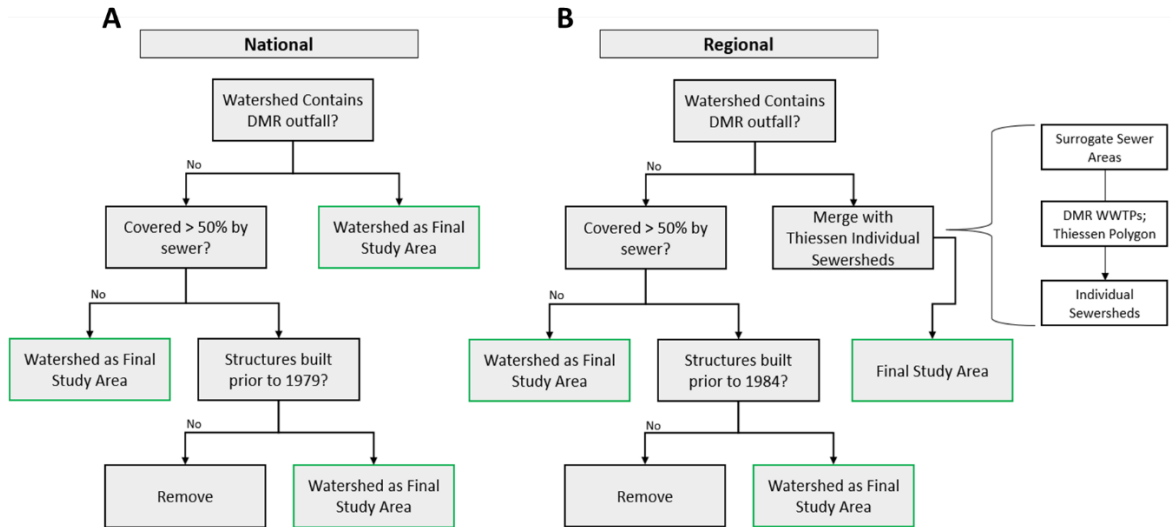 A
National
Watershed Contains
DMR outfall?
No
Covered > 50% by
sewer?
Watershed as Final
Study Area
No
Watershed as Final
Study Area
Structures built
prior to 1979?
No
Remove
Watershed as Final
Study Area
B
Regional
Watershed Contains
DMR outfall?
No
Covered > 50% by
sewer?
Merge with
Thiessen Individual
Sewersheds
Surrogate Sewer
Areas
DMR WWTPs;
Thiessen Polygon
Individual
Sewersheds
No
Watershed as Final
Study Area
Structures built
prior to 1984?
Final Study Area
No
Remove
Watershed as Final
Study Area